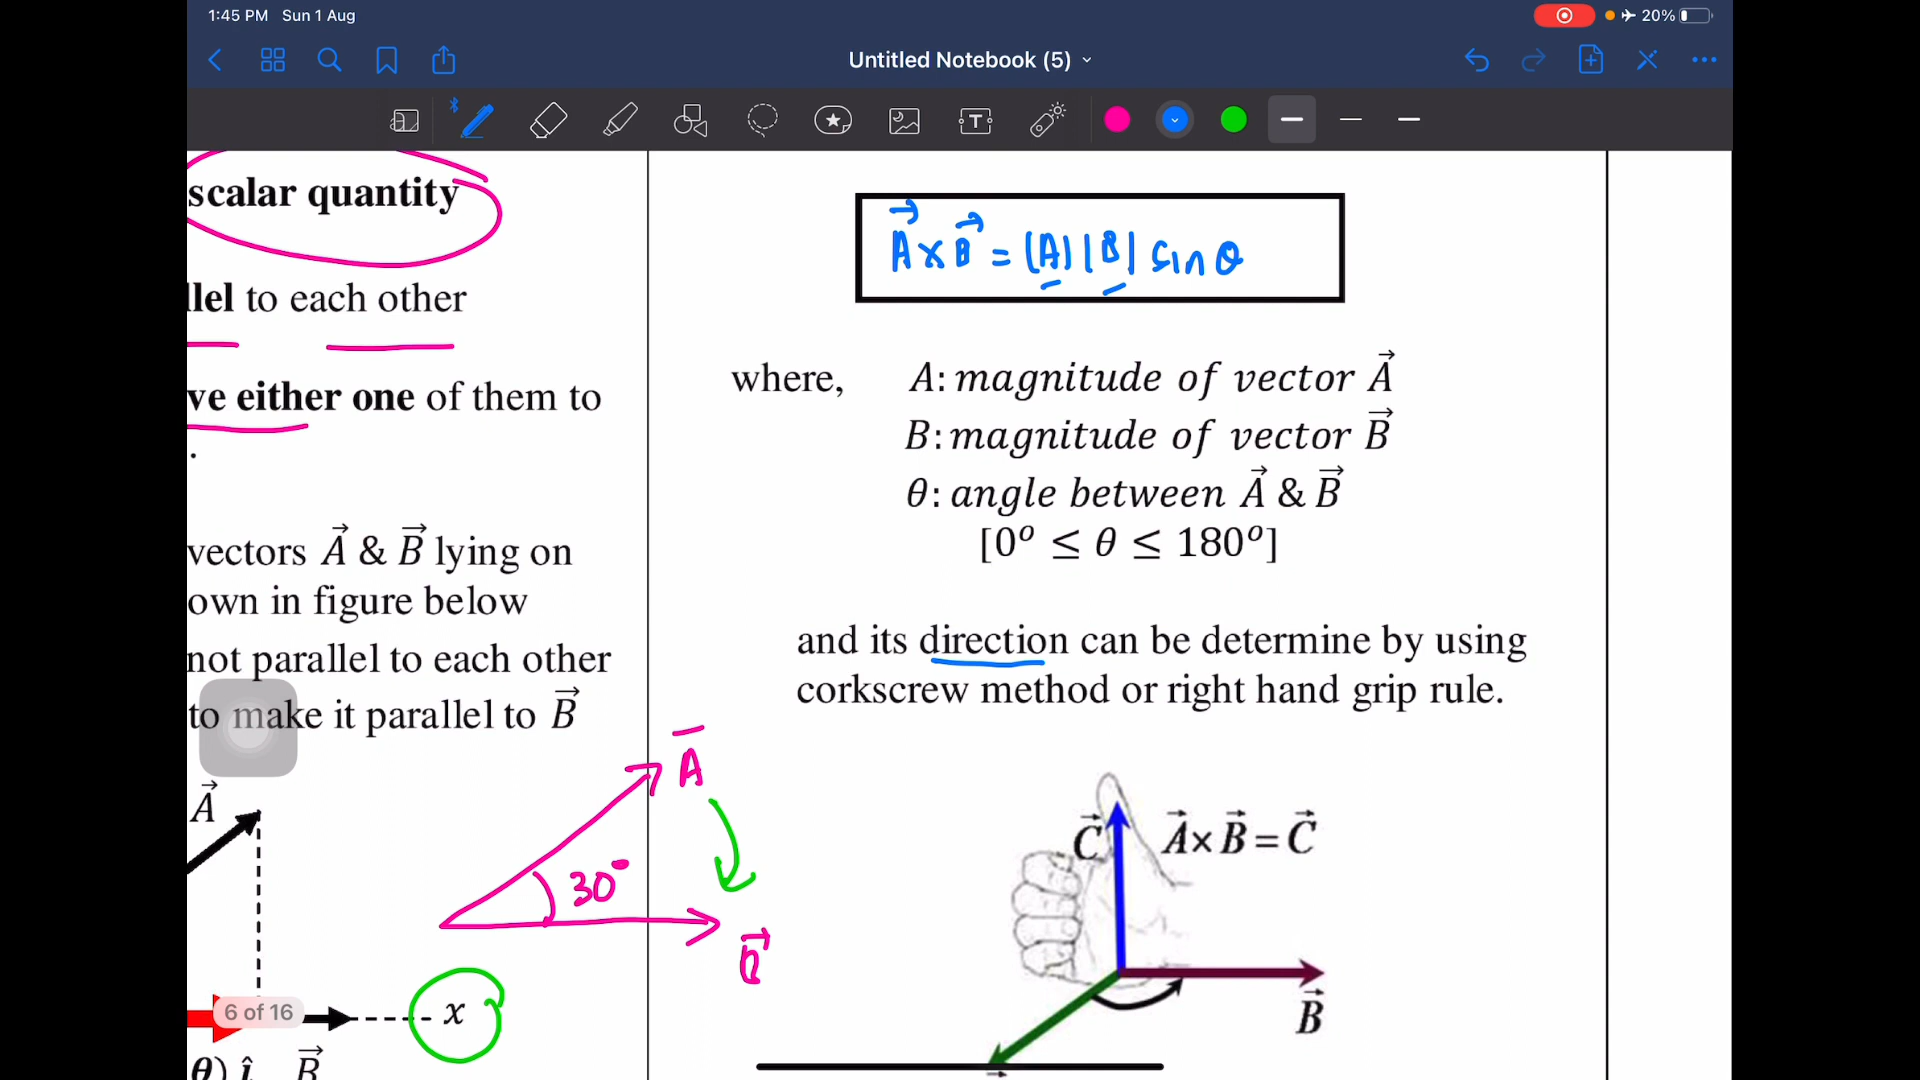 1:45 PM Sun 1 Aug
20%
Untitled Notebook (5)
scalar quantity
llel to each other
ve either one of them to
.
vectors A⃗ & B⃗ lying on
own in figure below
not parallel to each other
to make it parallel to B⃗
A⃗
x
6 of 16
θ) î B⃗
A
30°
B⃗
A⃗ x B⃗ = |A| |B| sin θ
where, A: magnitude of vector A⃗
B: magnitude of vector B⃗
θ: angle between A⃗ & B⃗
[0° ≤ θ ≤ 180°]
and its direction can be determine by using
corkscrew method or right hand grip rule.
C⃗ A⃗ × B⃗ = C⃗
B⃗